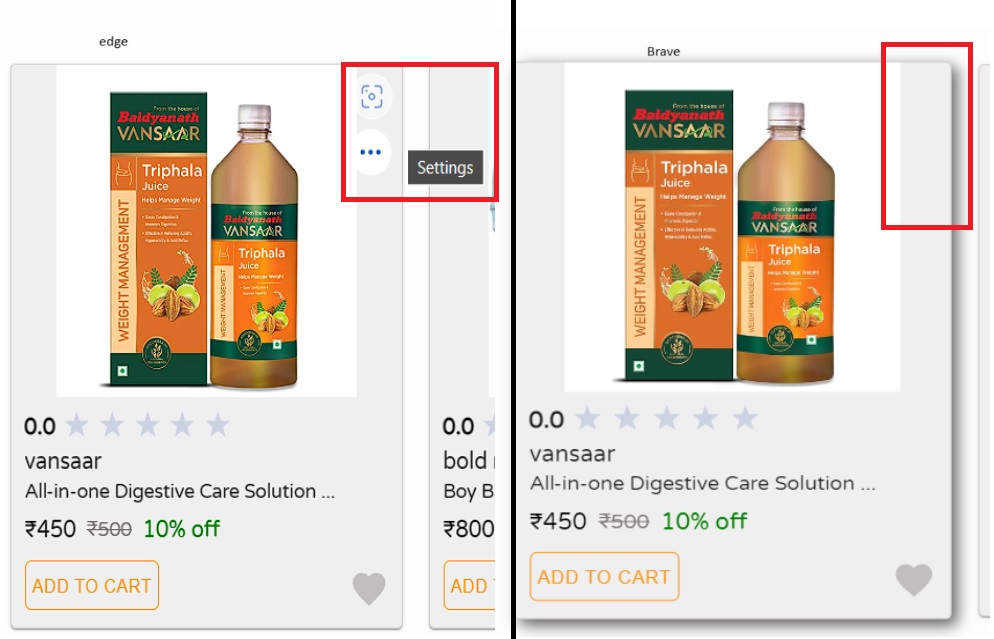 edge
From the house of
Baidyanath
VANSAAR
Triphala
Juice
Helps Manage Weight
WEIGHT MANAGEMENT
From the house of
Baidyanath
VANSAAR
Triphala
Juice
Helps Manage Weight
WEIGHT MANAGEMENT
Settings
0.0
vansaar
All-in-one Digestive Care Solution ...
₹450 ₹500 10% off
ADD TO CART
0.0
bold
Boy B
₹800
ADD
Brave
From the house of
Baidyanath
VANSAAR
Triphala
Juice
Helps Manage Weight
WEIGHT MANAGEMENT
From the house of
Baidyanath
VANSAAR
Triphala
Juice
Helps Manage Weight
WEIGHT MANAGEMENT
0.0
vansaar
All-in-one Digestive Care Solution ...
₹450 ₹500 10% off
ADD TO CART